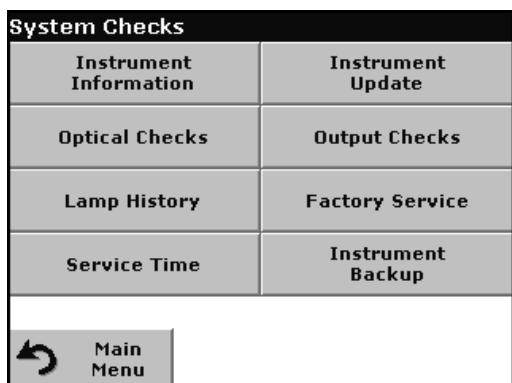 System Checks
Instrument
Information
Instrument
Update
Optical Checks
Output Checks
Lamp History
Factory Service
Service Time
Instrument
Backup
Main
Menu